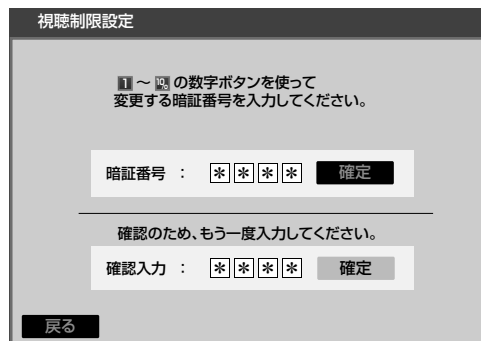 視聴制限設定
1 ～ 10 の数字ボタンを使って
変更する暗証番号を入力してください。
暗証番号 ： ＊＊＊＊ 確定
確認のため、もう一度入力してください。
確認入力 ： ＊＊＊＊ 確定
戻る